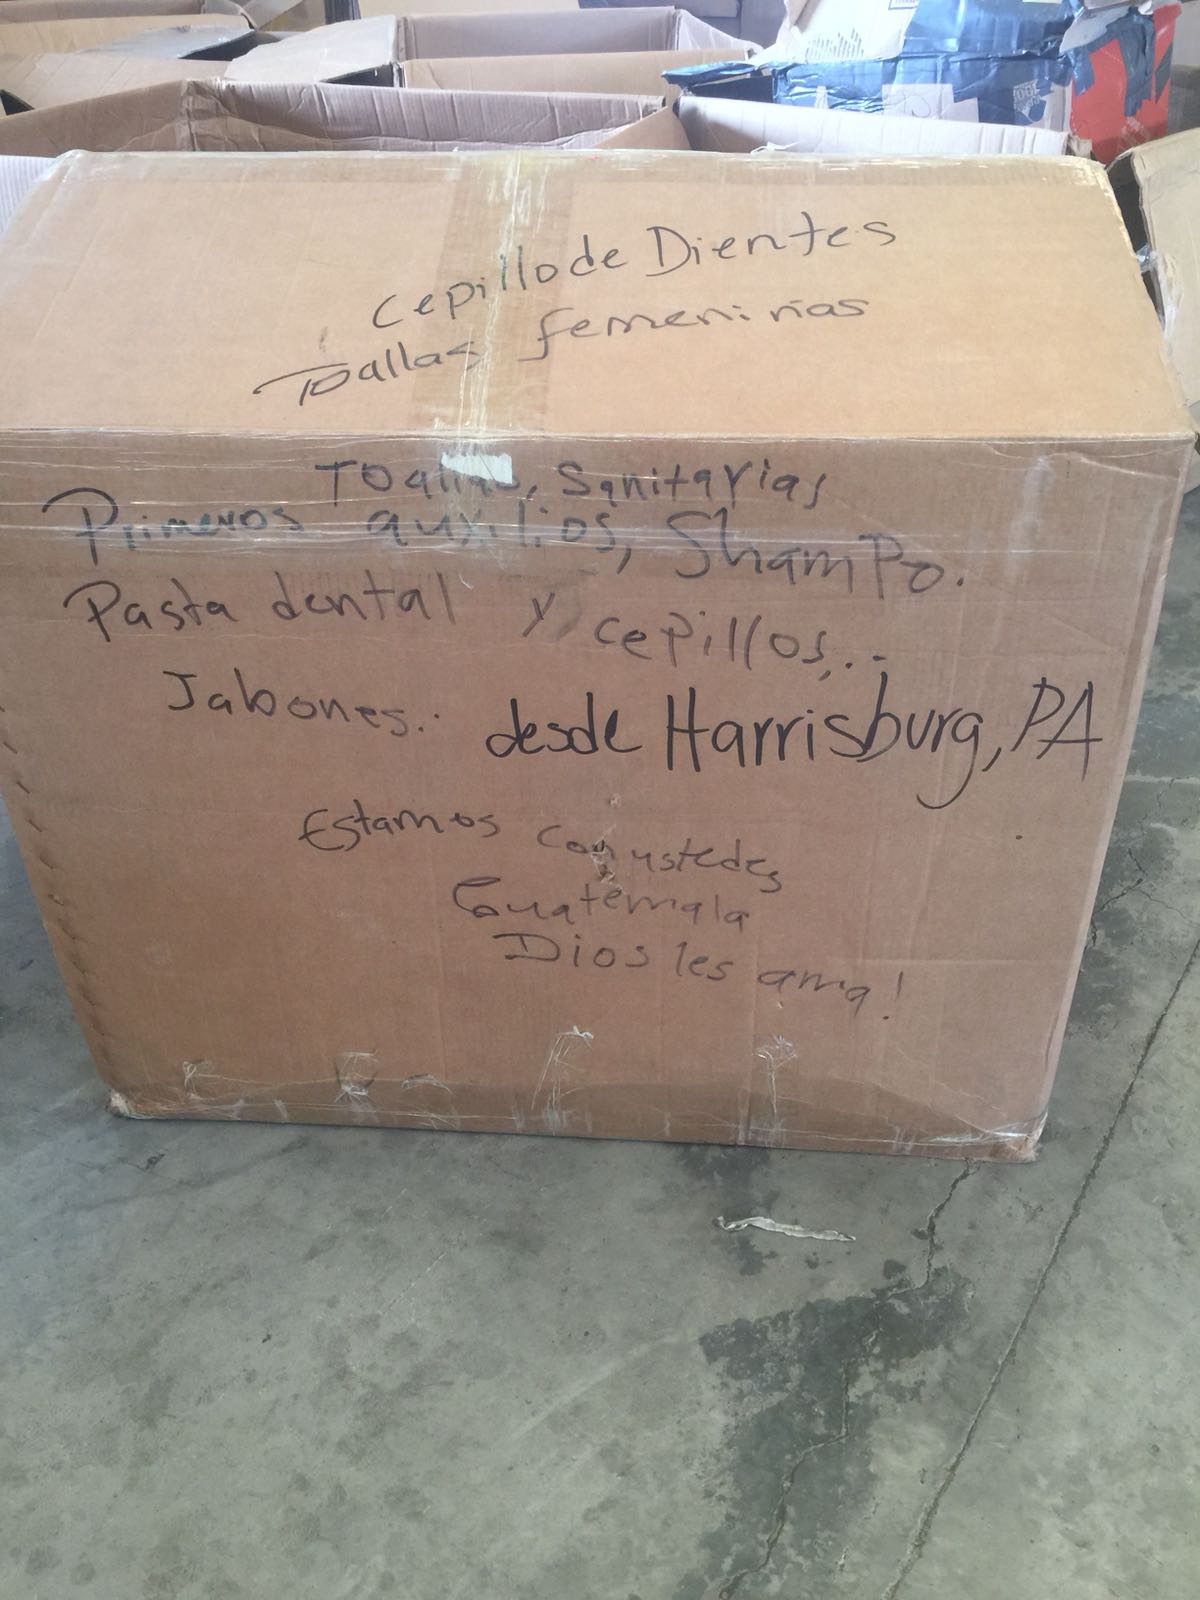 Cepillo de Dientes
Toallas femeninas
Toallas, Sanitarias
Primeros auxilios, Shampo.
Pasta dental y cepillos...
Jabones.. desde Harrisburg, PA
Estamos con ustedes
Guatemala
Dios les ama!